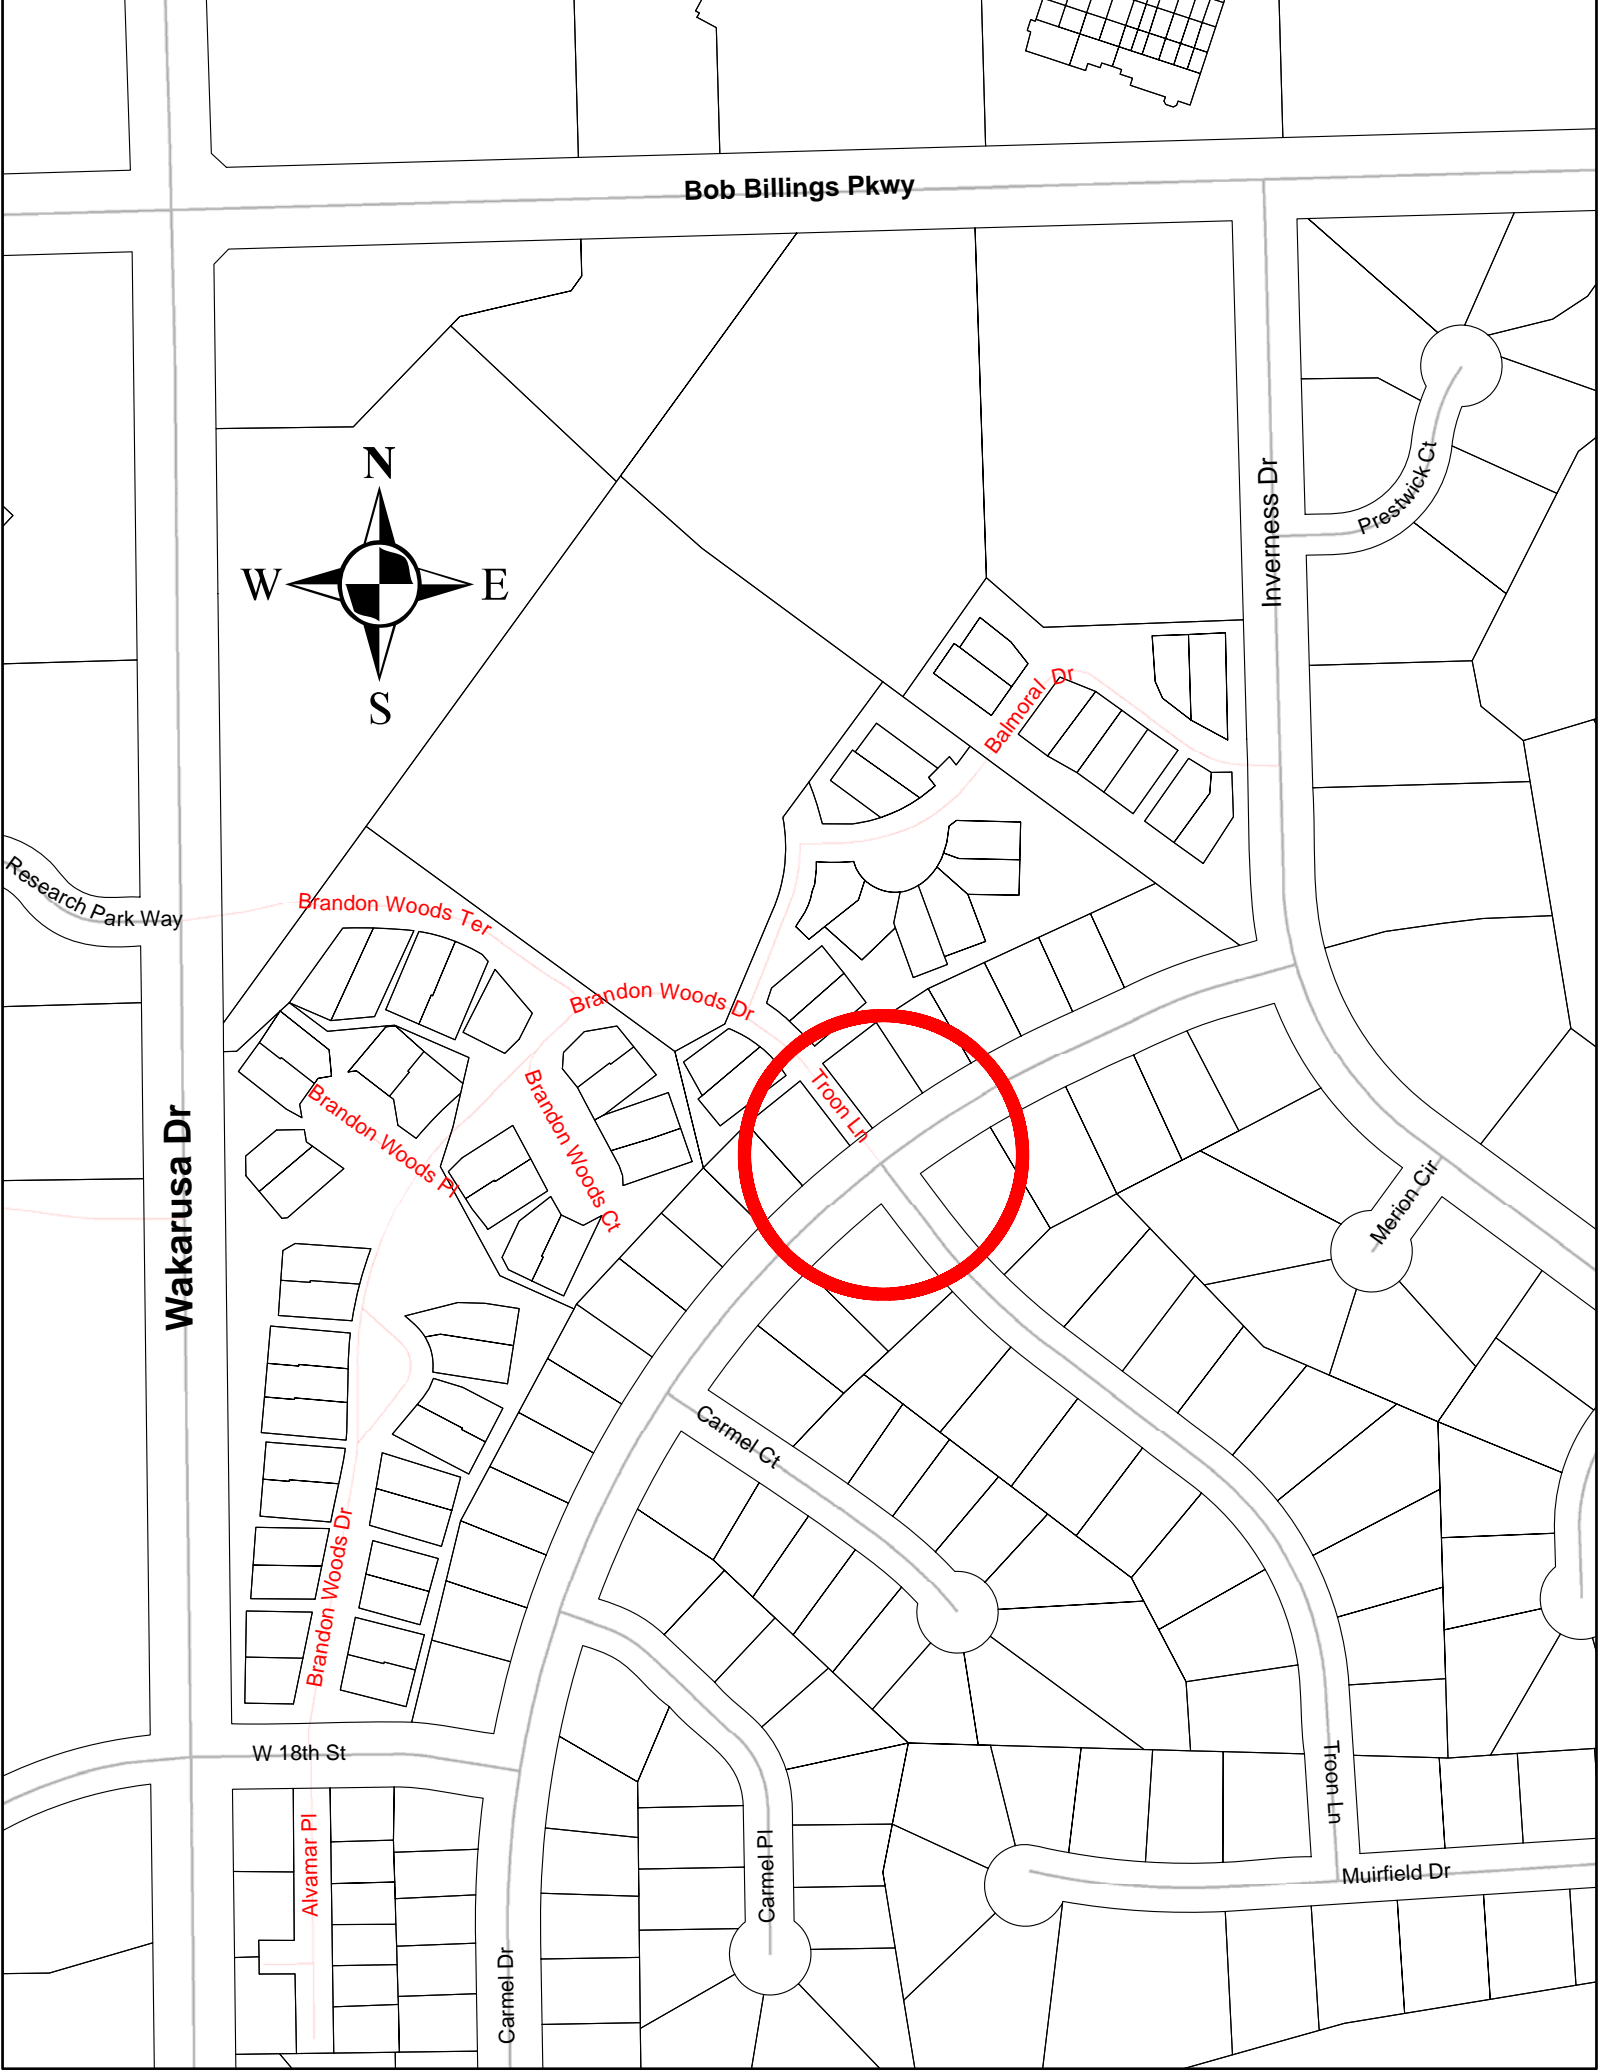 Bob Billings Pkwy
N
W
E
S
Inverness Dr
Prestwick Ct
Balmoral Dr
Research Park Way
Brandon Woods Ter
Brandon Woods Dr
Troon Ln
Brandon Woods Pl
Brandon Woods Ct
Wakarusa Dr
Merion Cir
Carmel Ct
Brandon Woods Dr
W 18th St
Troon Ln
Alvamar Pl
Carmel Pl
Muirfield Dr
Carmel Dr